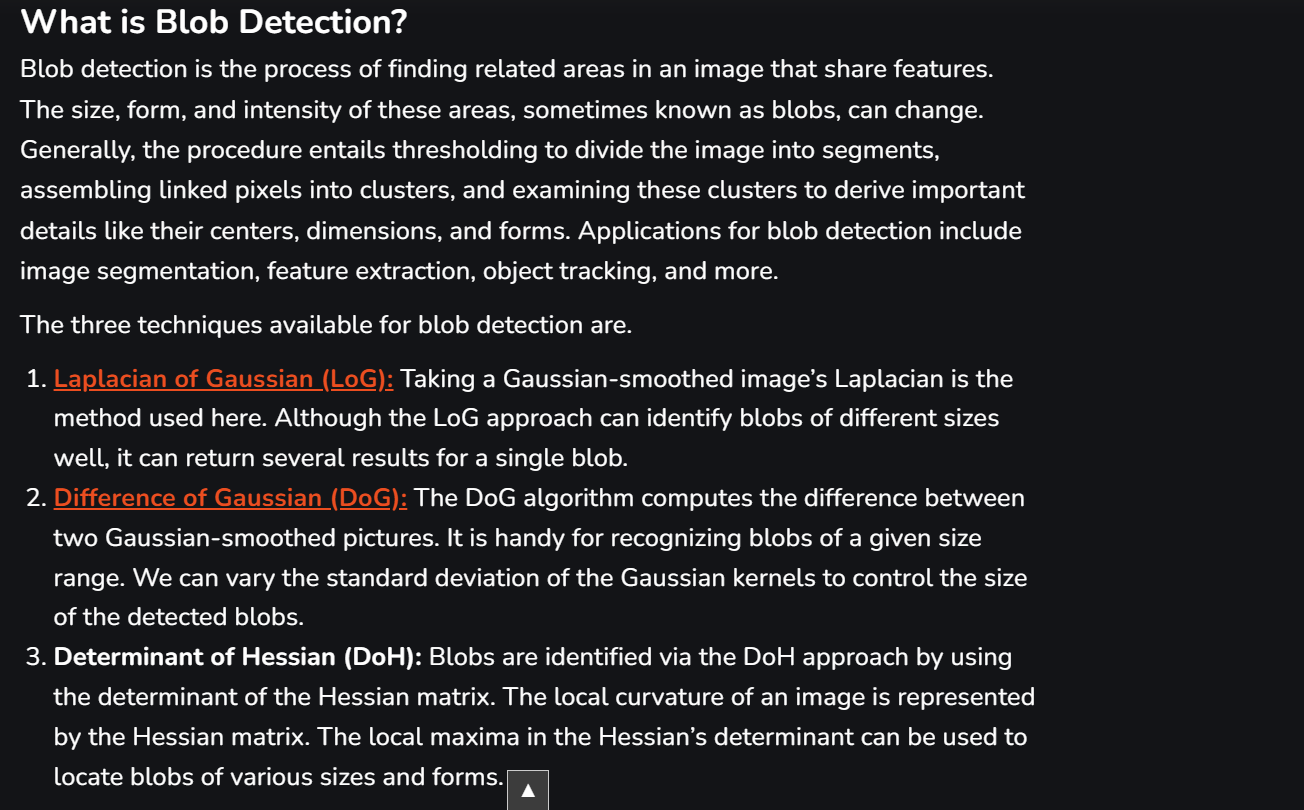 What is Blob Detection?
Blob detection is the process of finding related areas in an image that share features.
The size, form, and intensity of these areas, sometimes known as blobs, can change.
Generally, the procedure entails thresholding to divide the image into segments,
assembling linked pixels into clusters, and examining these clusters to derive important
details like their centers, dimensions, and forms. Applications for blob detection include
image segmentation, feature extraction, object tracking, and more.
The three techniques available for blob detection are.
1. Laplacian of Gaussian (LoG): Taking a Gaussian-smoothed image’s Laplacian is the
method used here. Although the LoG approach can identify blobs of different sizes
well, it can return several results for a single blob.
2. Difference of Gaussian (DoG): The DoG algorithm computes the difference between
two Gaussian-smoothed pictures. It is handy for recognizing blobs of a given size
range. We can vary the standard deviation of the Gaussian kernels to control the size
of the detected blobs.
3. Determinant of Hessian (DoH): Blobs are identified via the DoH approach by using
the determinant of the Hessian matrix. The local curvature of an image is represented
by the Hessian matrix. The local maxima in the Hessian’s determinant can be used to
locate blobs of various sizes and forms.